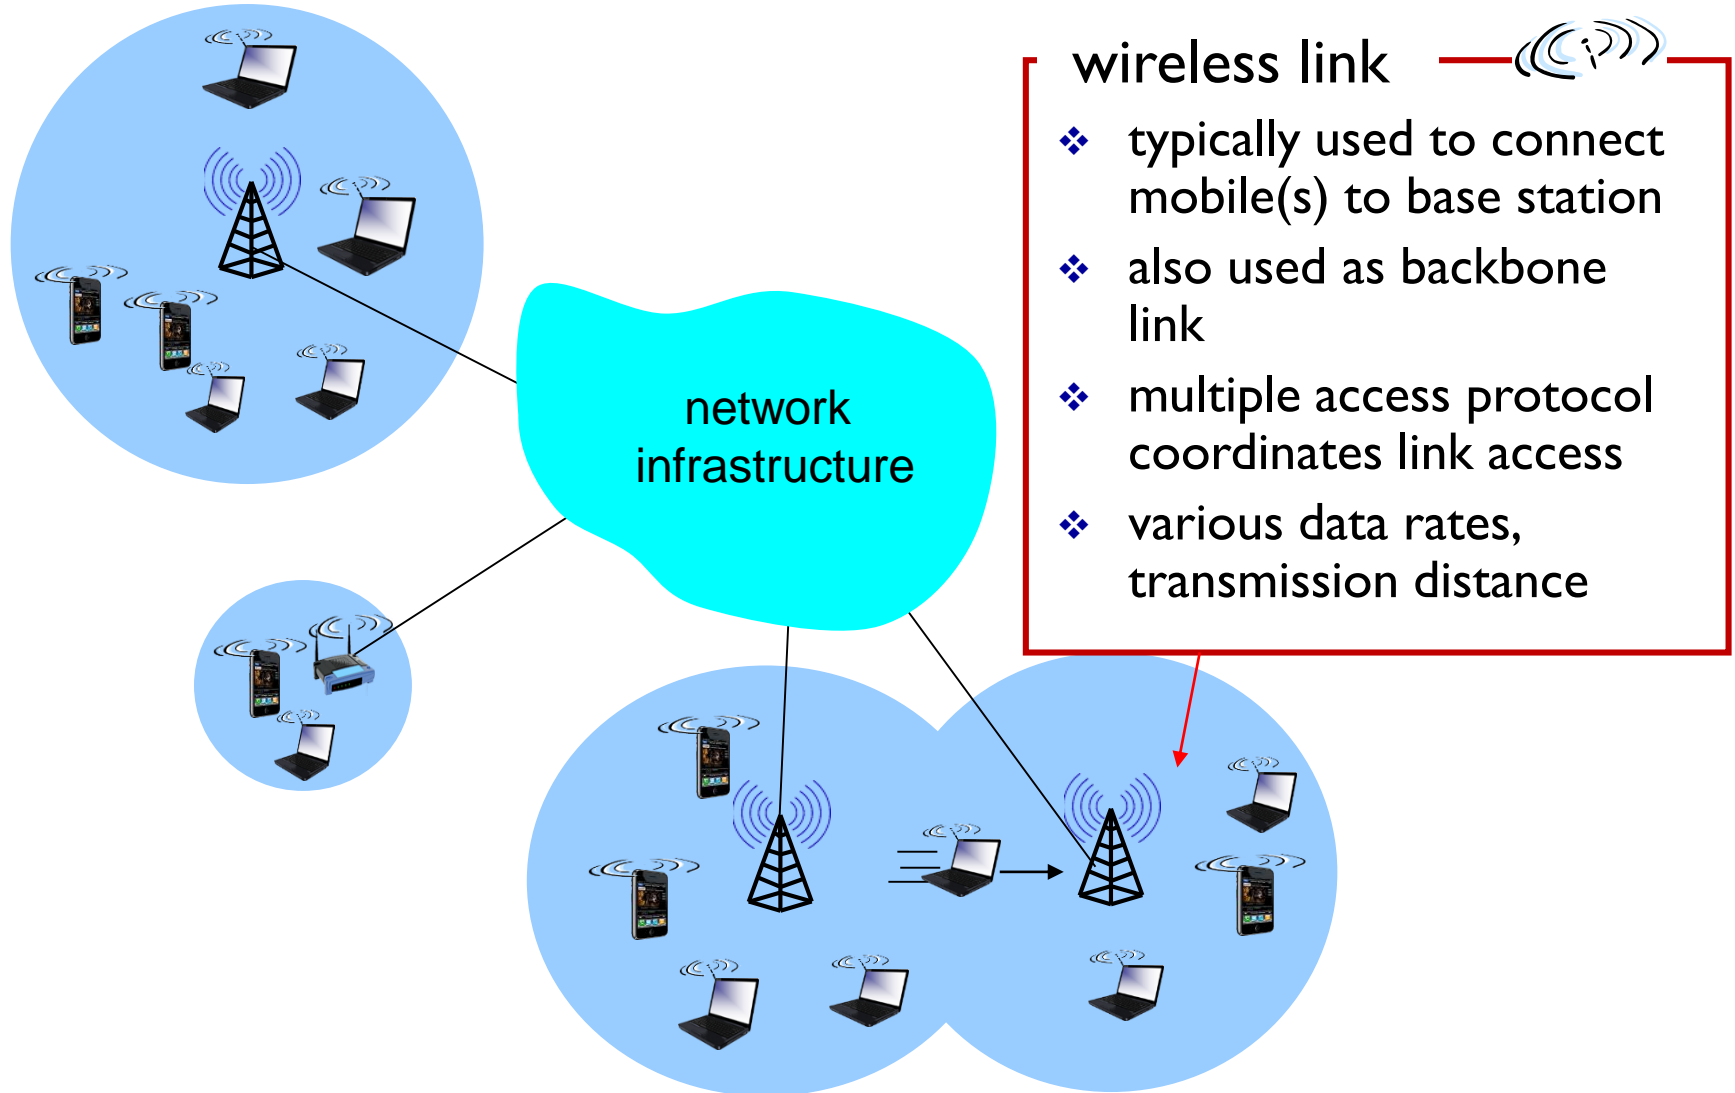 wireless link
typically used to connect
mobile(s) to base station
also used as backbone
link
multiple access protocol
coordinates link access
various data rates,
transmission distance
network
infrastructure